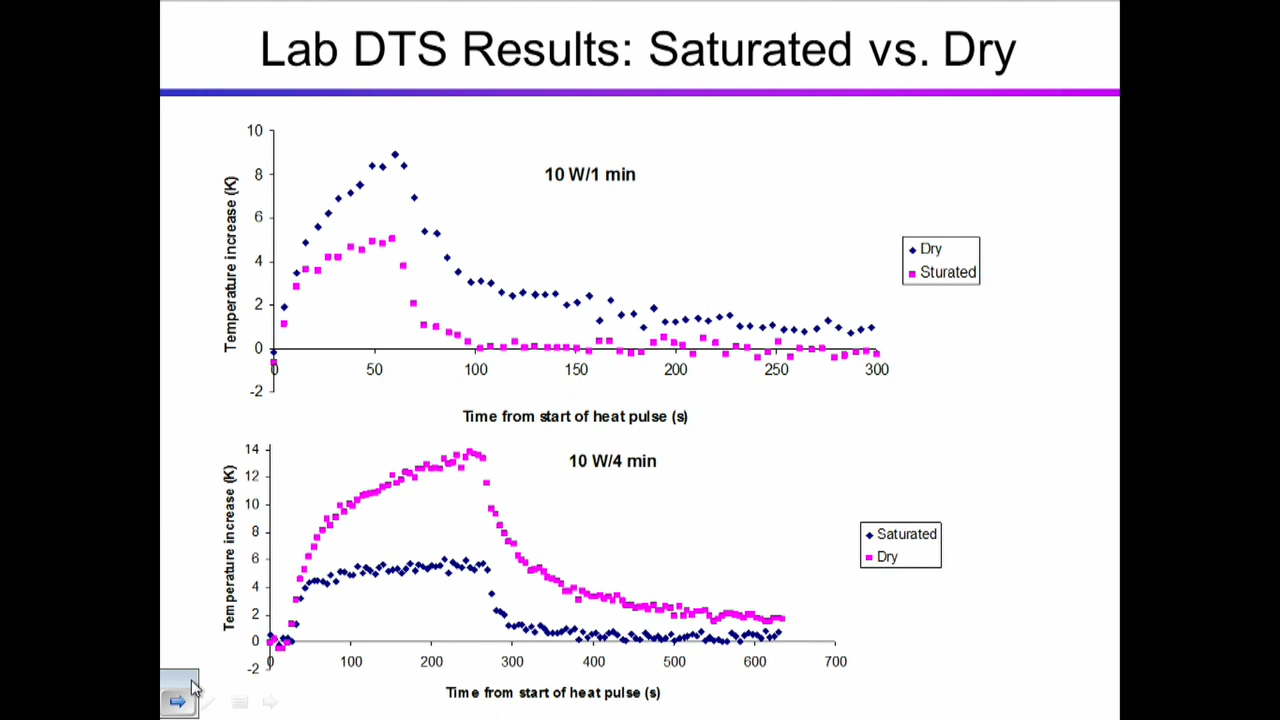 Lab DTS Results: Saturated vs. Dry
10
8
6
4
2
0
-2
Temperature increase (K)
10 W/1 min
Dry
Sturated
0 50 100 150 200 250 300
Time from start of heat pulse (s)
14
12
10
8
6
4
2
0
-2
Temperature increase (K)
10 W/4 min
Saturated
Dry
0 100 200 300 400 500 600 700
Time from start of heat pulse (s)